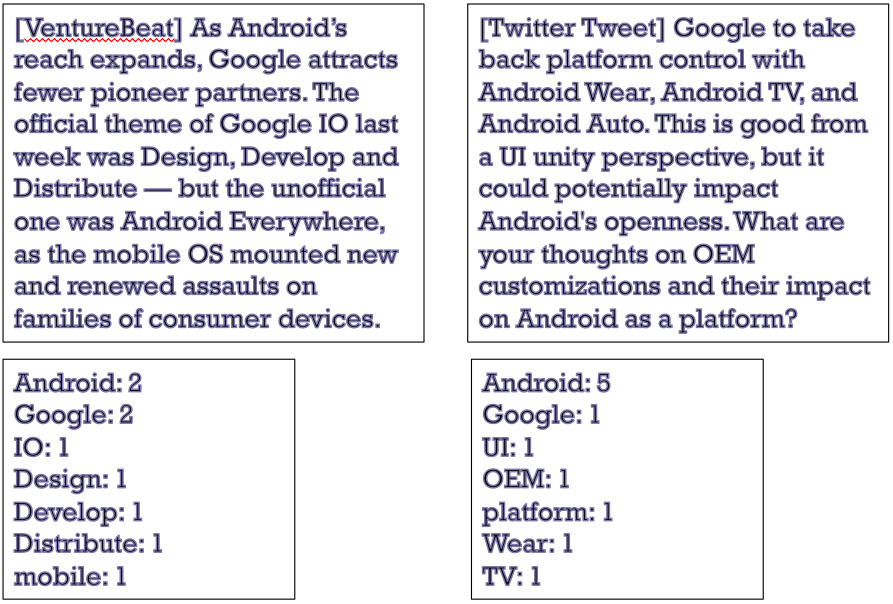 [VentureBeat] As Android’s
reach expands, Google attracts
fewer pioneer partners. The
official theme of Google IO last
week was Design, Develop and
Distribute — but the unofficial
one was Android Everywhere,
as the mobile OS mounted new
and renewed assaults on
families of consumer devices.
[Twitter Tweet] Google to take
back platform control with
Android Wear, Android TV, and
Android Auto. This is good from
a UI unity perspective, but it
could potentially impact
Android's openness. What are
your thoughts on OEM
customizations and their impact
on Android as a platform?
Android: 2
Google: 2
IO: 1
Design: 1
Develop: 1
Distribute: 1
mobile: 1
Android: 5
Google: 1
UI: 1
OEM: 1
platform: 1
Wear: 1
TV: 1